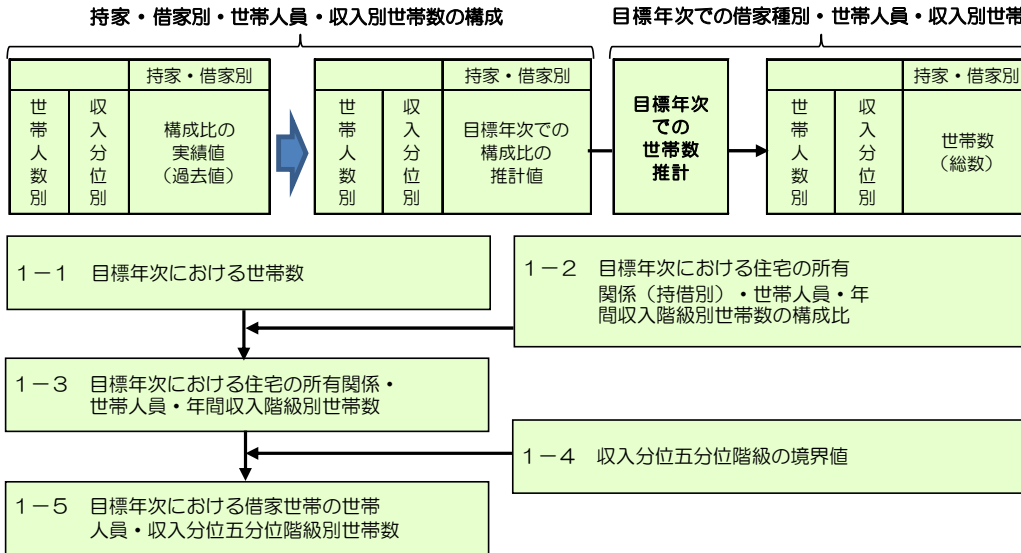 持家・借家別・世帯人員・収入別世帯数の構成
目標年次での借家種別・世帯人員・収入別世帯
持家・借家別
世帯人数別
収入分位別
構成比の
実績値
（過去値）
持家・借家別
世帯人数別
収入分位別
目標年次での
構成比の
推計値
目標年次
での
世帯数
推計
持家・借家別
世帯人数別
収入分位別
世帯数
（総数）
１－１　目標年次における世帯数
１－２　目標年次における住宅の所有
関係（持借別）・世帯人員・年
間収入階級別世帯数の構成比
１－３　目標年次における住宅の所有関係・
世帯人員・年間収入階級別世帯数
１－４　収入分位五分位階級の境界値
１－５　目標年次における借家世帯の世帯
人員・収入分位五分位階級別世帯数